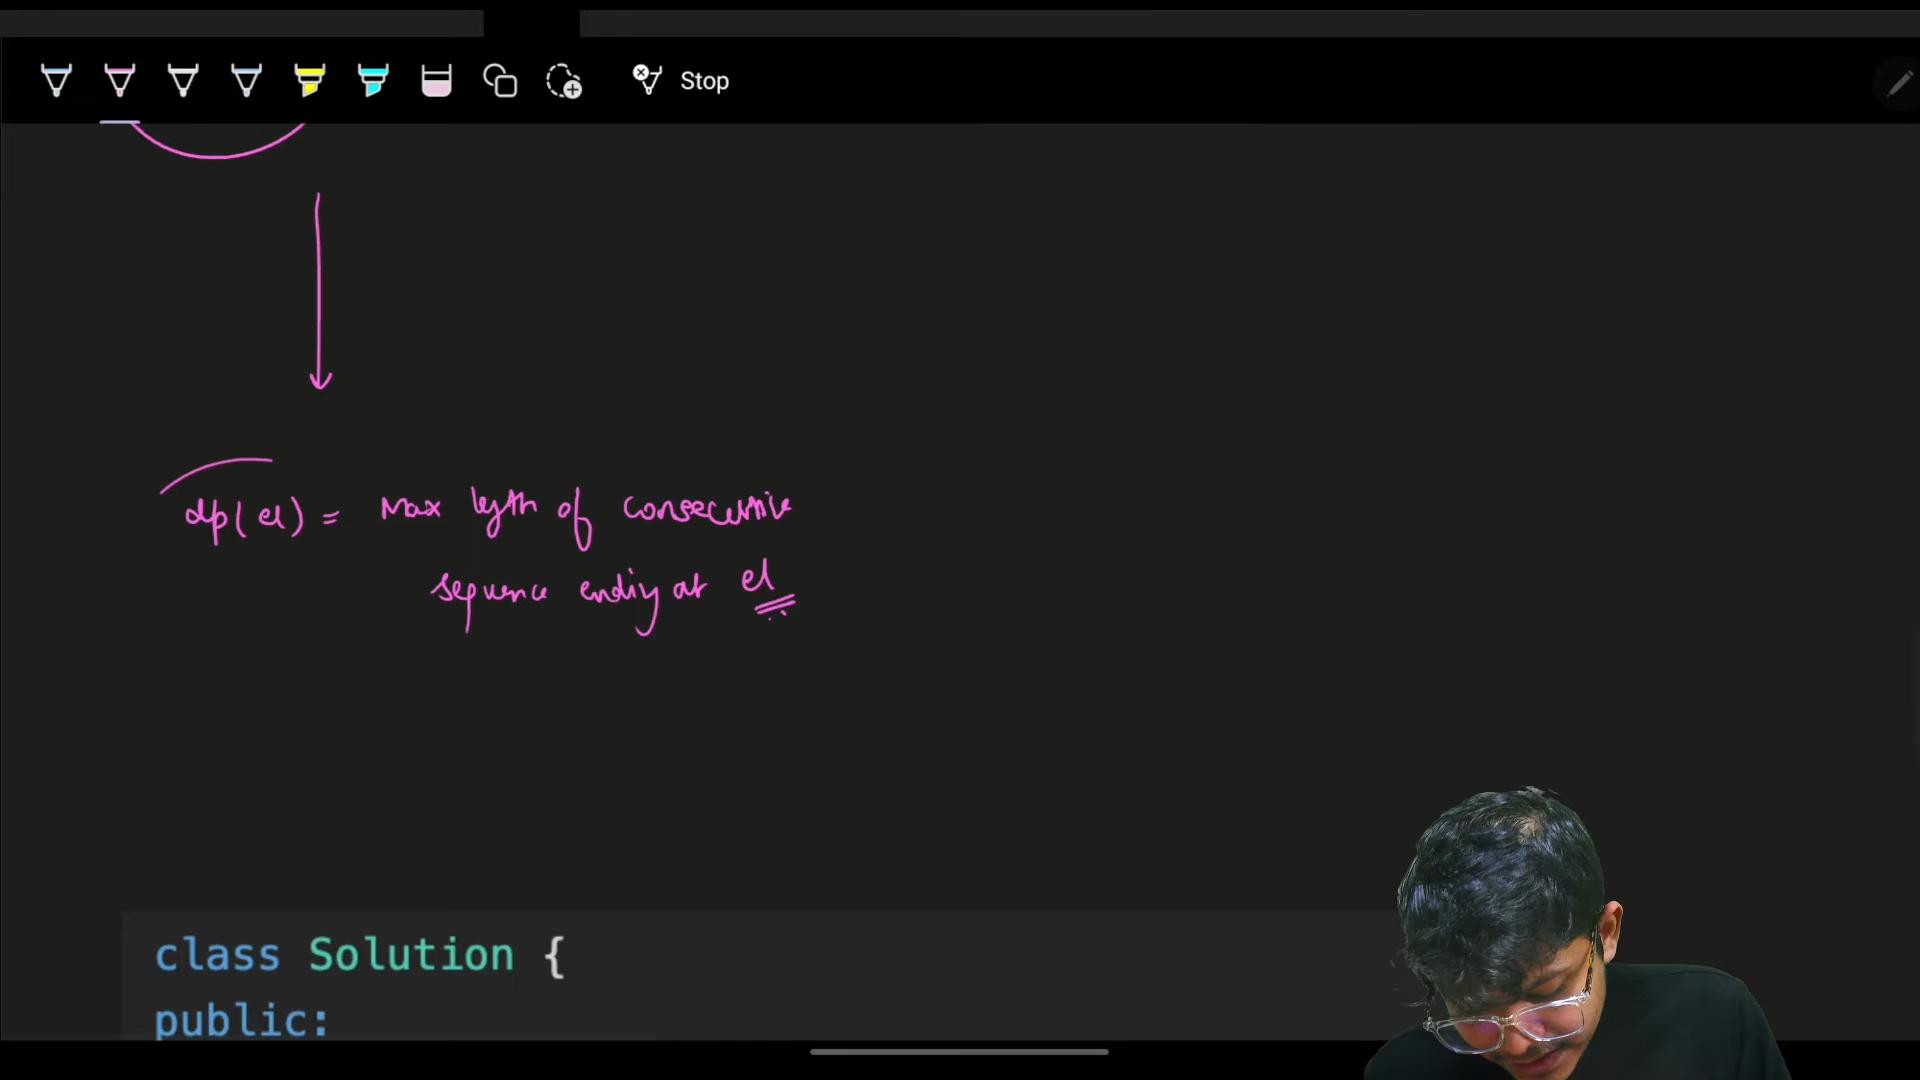 Stop
dp(el) = Max length of consecutive
sequence ending at el
class Solution {
public: